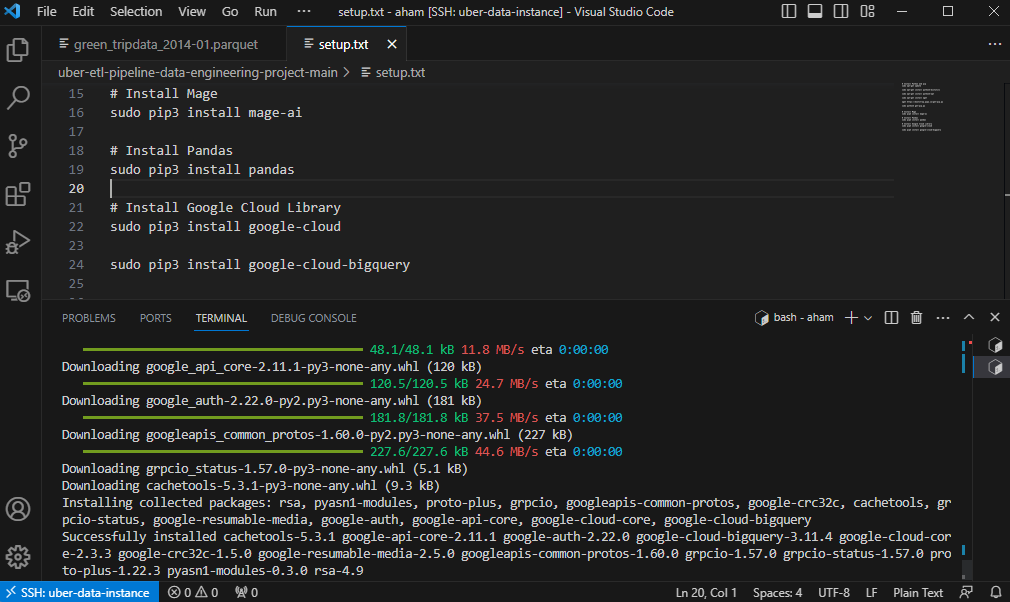 File Edit Selection View Go Run ··· setup.txt - aham [SSH: uber-data-instance] - Visual Studio Code
green_tripdata_2014-01.parquet setup.txt
uber-etl-pipeline-data-engineering-project-main > setup.txt
15 # Install Mage
16 sudo pip3 install mage-ai
17
18 # Install Pandas
19 sudo pip3 install pandas
20
21 # Install Google Cloud Library
22 sudo pip3 install google-cloud
23
24 sudo pip3 install google-cloud-bigquery
25
PROBLEMS PORTS TERMINAL DEBUG CONSOLE bash - aham
48.1/48.1 kB 11.8 MB/s eta 0:00:00
Downloading google_api_core-2.11.1-py3-none-any.whl (120 kB)
120.5/120.5 kB 24.7 MB/s eta 0:00:00
Downloading google_auth-2.22.0-py2.py3-none-any.whl (181 kB)
181.8/181.8 kB 37.5 MB/s eta 0:00:00
Downloading googleapis_common_protos-1.60.0-py2.py3-none-any.whl (227 kB)
227.6/227.6 kB 44.6 MB/s eta 0:00:00
Downloading grpcio_status-1.57.0-py3-none-any.whl (5.1 kB)
Downloading cachetools-5.3.1-py3-none-any.whl (9.3 kB)
Installing collected packages: rsa, pyasn1-modules, proto-plus, grpcio, googleapis-common-protos, google-crc32c, cachetools, gr
pcio-status, google-resumable-media, google-auth, google-api-core, google-cloud-core, google-cloud-bigquery
Successfully installed cachetools-5.3.1 google-api-core-2.11.1 google-auth-2.22.0 google-cloud-bigquery-3.11.4 google-cloud-cor
e-2.3.3 google-crc32c-1.5.0 google-resumable-media-2.5.0 googleapis-common-protos-1.60.0 grpcio-1.57.0 grpcio-status-1.57.0 pro
to-plus-1.22.3 pyasn1-modules-0.3.0 rsa-4.9
SSH: uber-data-instance 0 0 0 Ln 20, Col 1 Spaces: 4 UTF-8 LF Plain Text